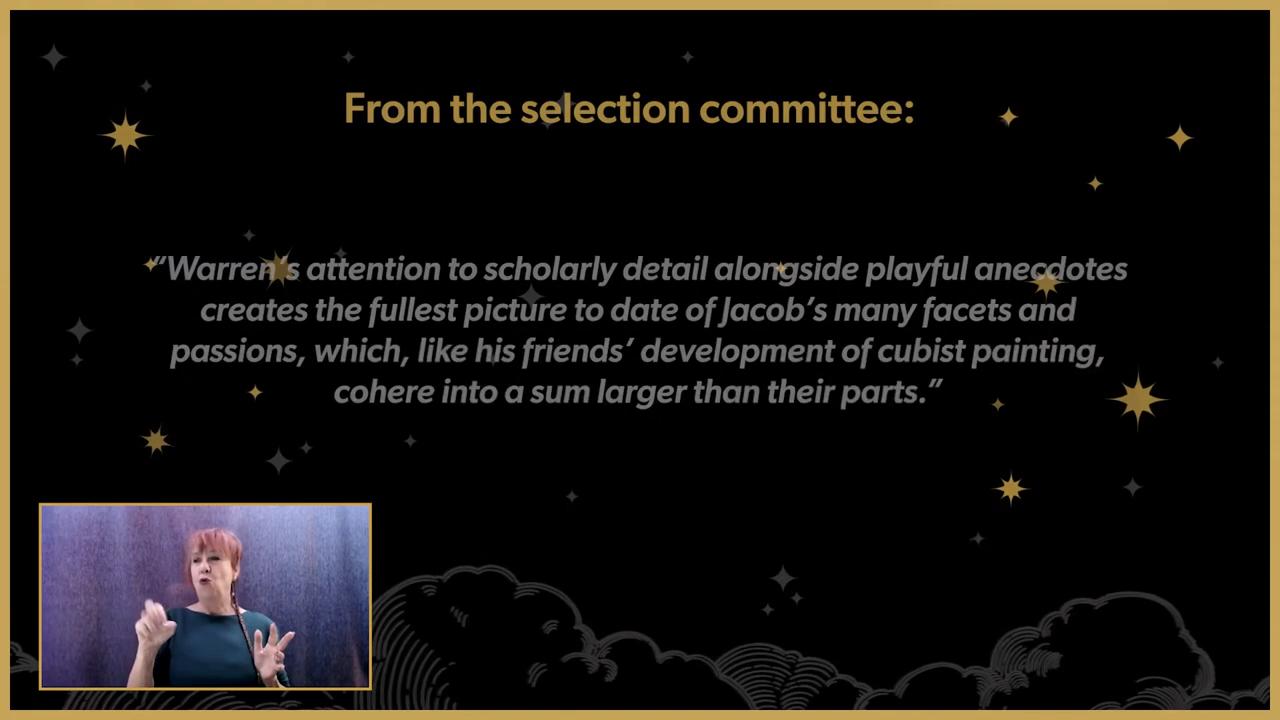 From the selection committee:
“Warren’s attention to scholarly detail alongside playful anecdotes
creates the fullest picture to date of Jacob’s many facets and
passions, which, like his friends’ development of cubist painting,
cohere into a sum larger than their parts.”